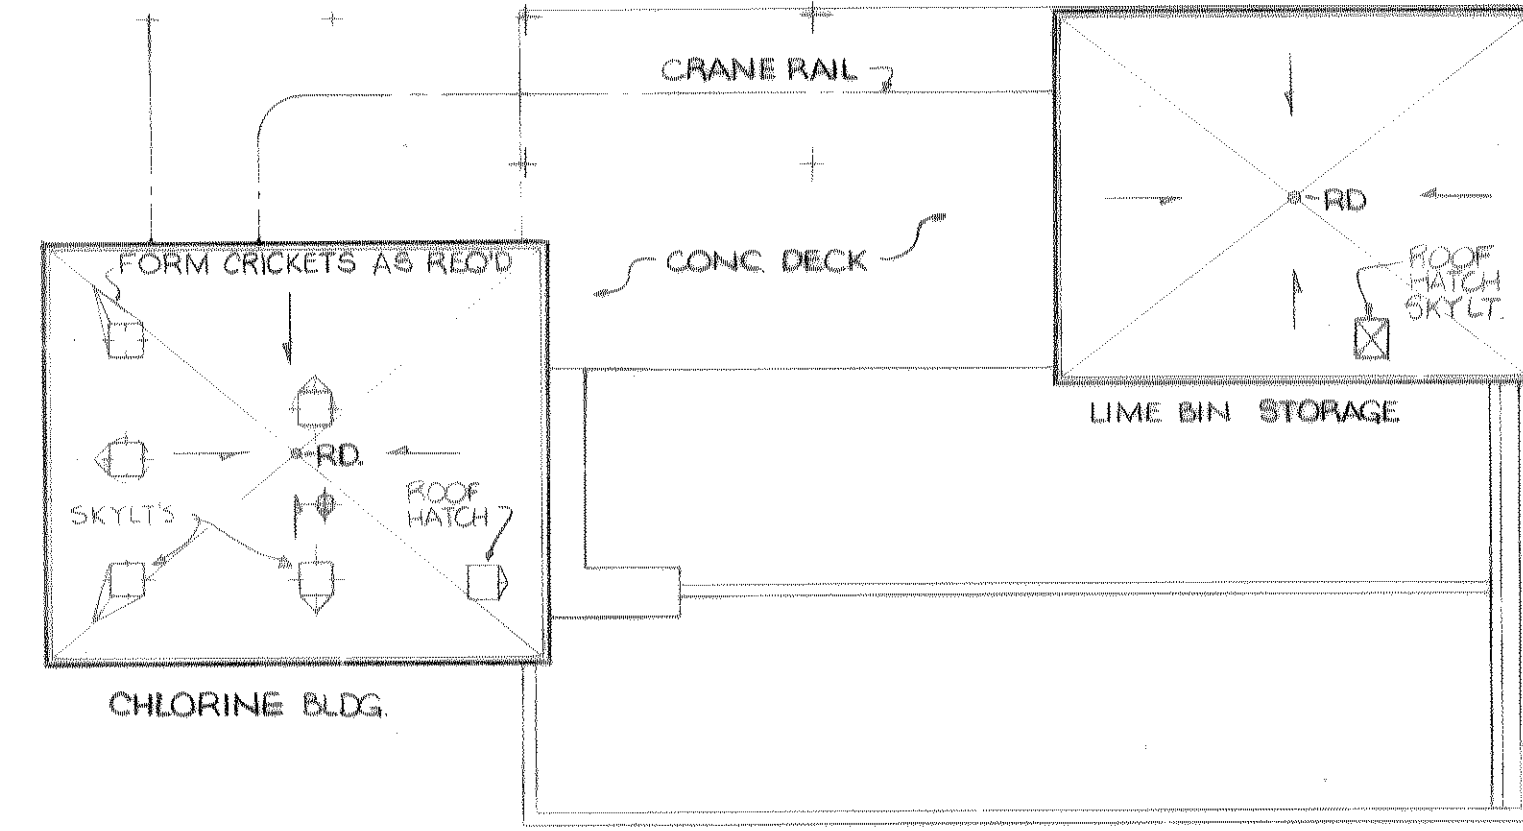 CRANE RAIL
RD
FORM CRICKETS AS REQ'D
CONC. DECK
ROOF
HATCH
SKYLT.
LIME BIN STORAGE
RD.
ROOF
HATCH
SKYLT'S
CHLORINE BLDG.